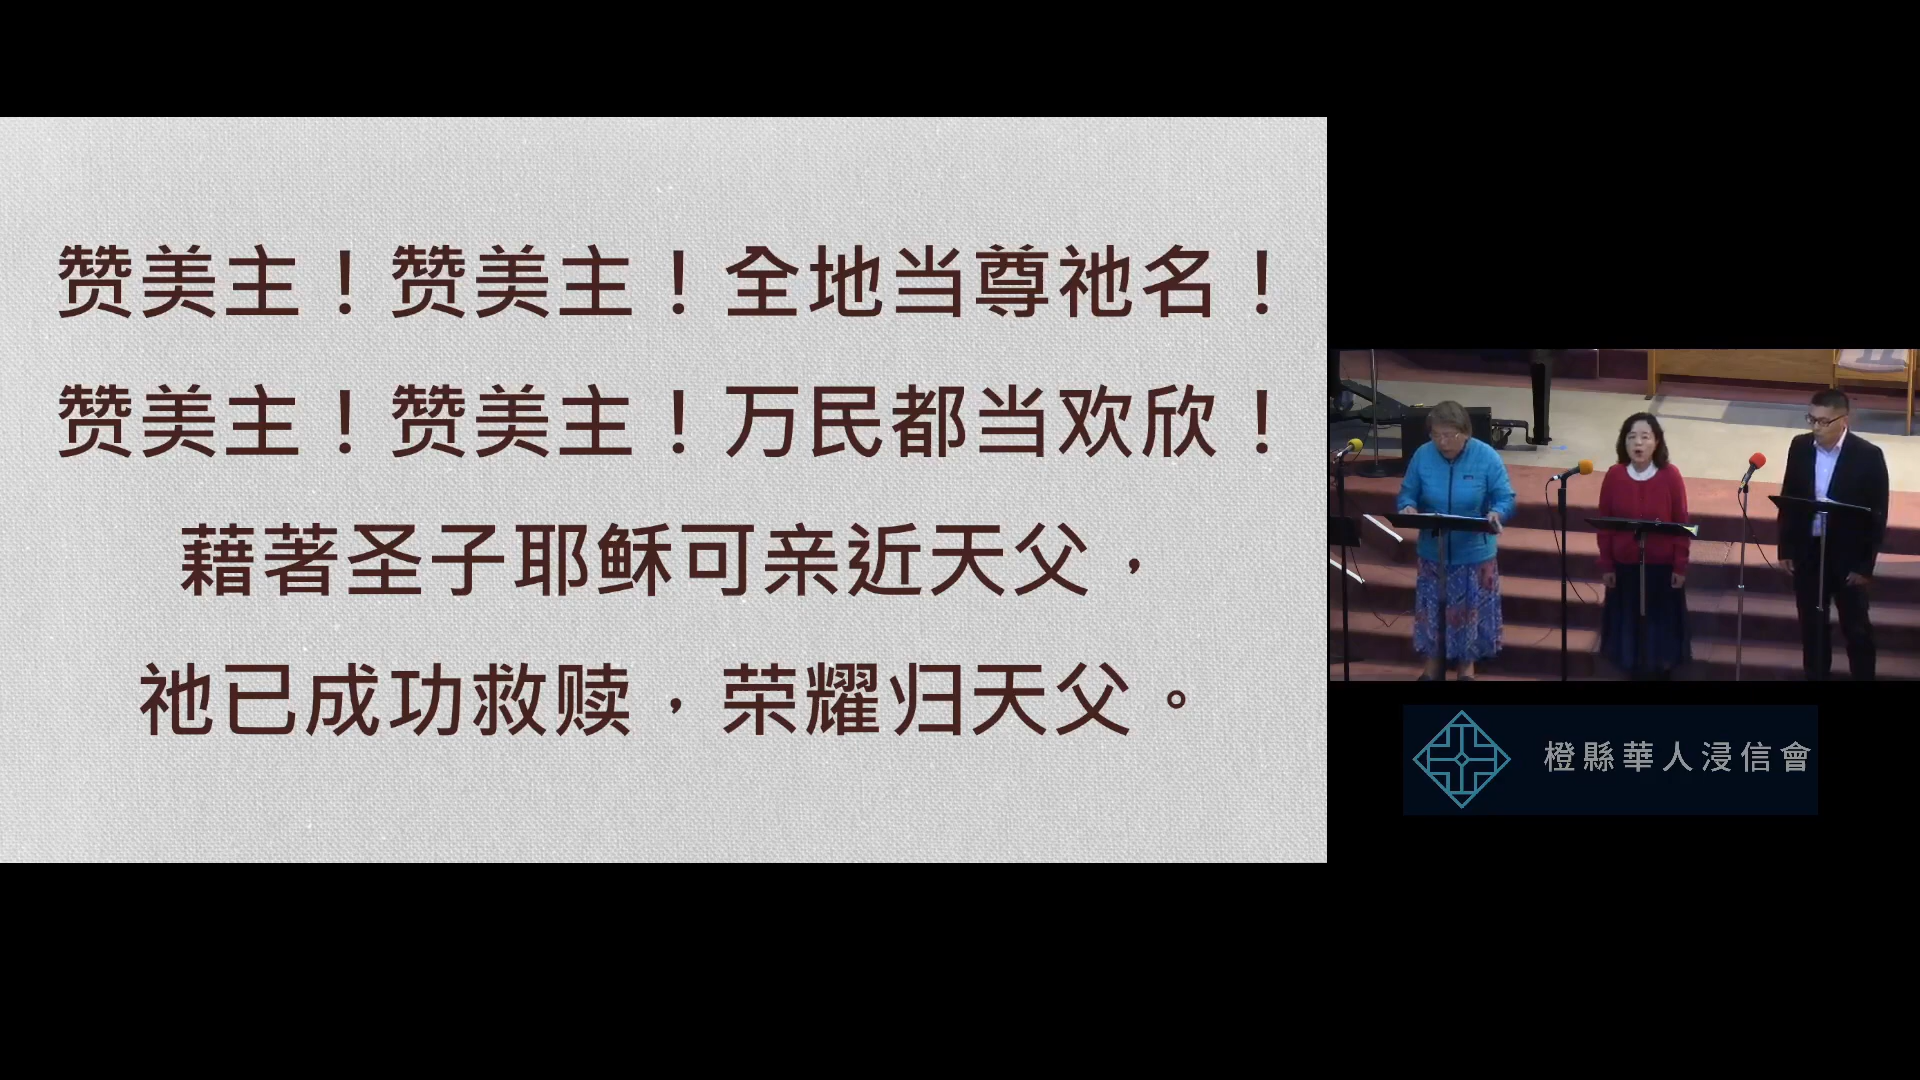 赞美主！赞美主！全地当尊祂名！
赞美主！赞美主！万民都当欢欣！
藉著圣子耶稣可亲近天父，
祂已成功救赎，荣耀归天父。
橙縣華人浸信會